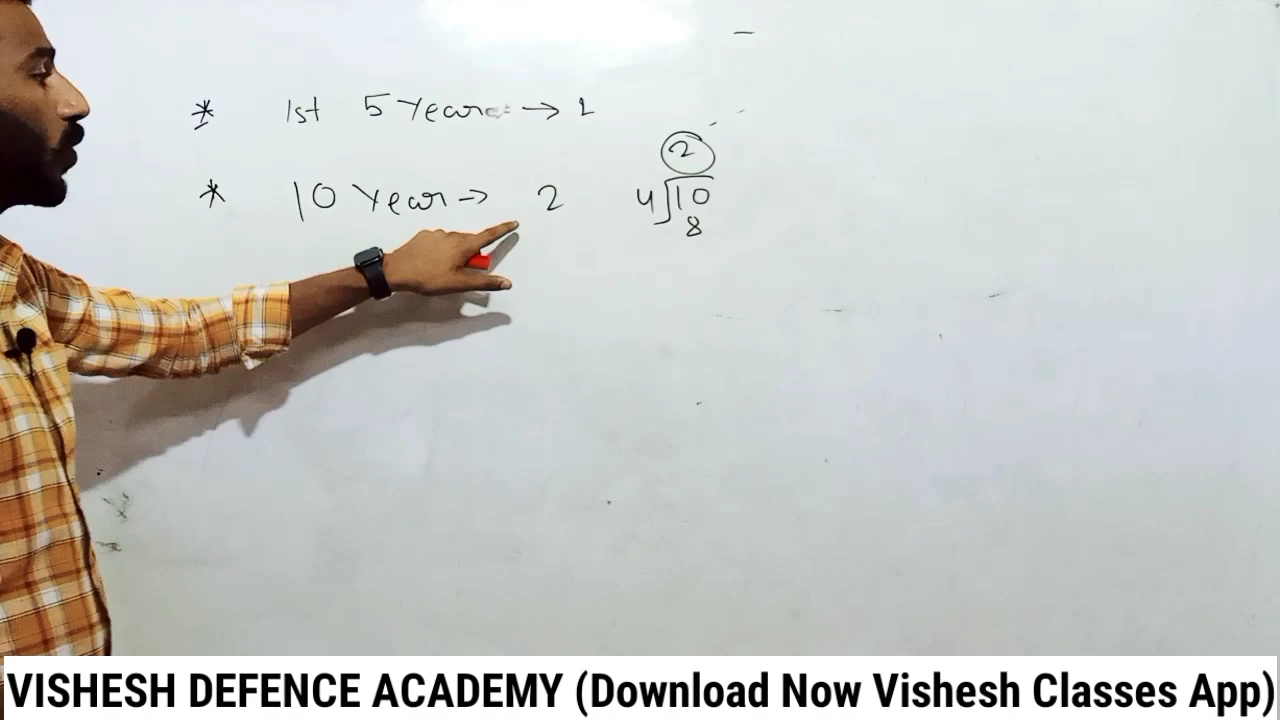 * 1st 5 Years → 1
* 10 Year → 2
2
4 10
8
VISHESH DEFENCE ACADEMY (Download Now Vishesh Classes App)